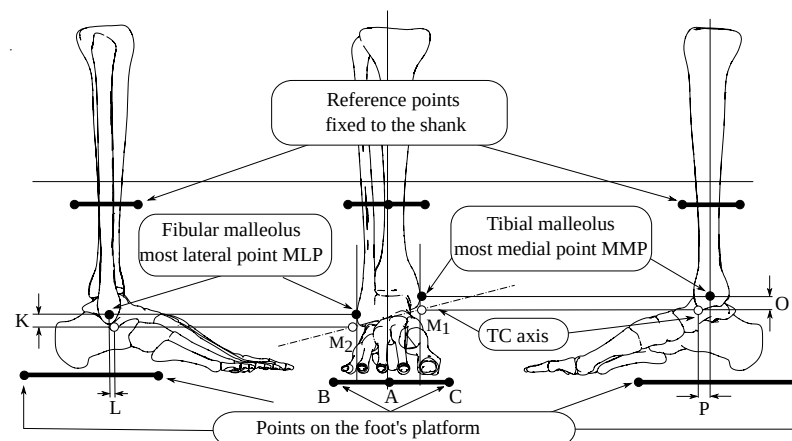 Reference points
fixed to the shank
Fibular malleolus
most lateral point MLP
Tibial malleolus
most medial point MMP
K
O
M1
M2
TC axis
L
B
A
C
P
Points on the foot's platform